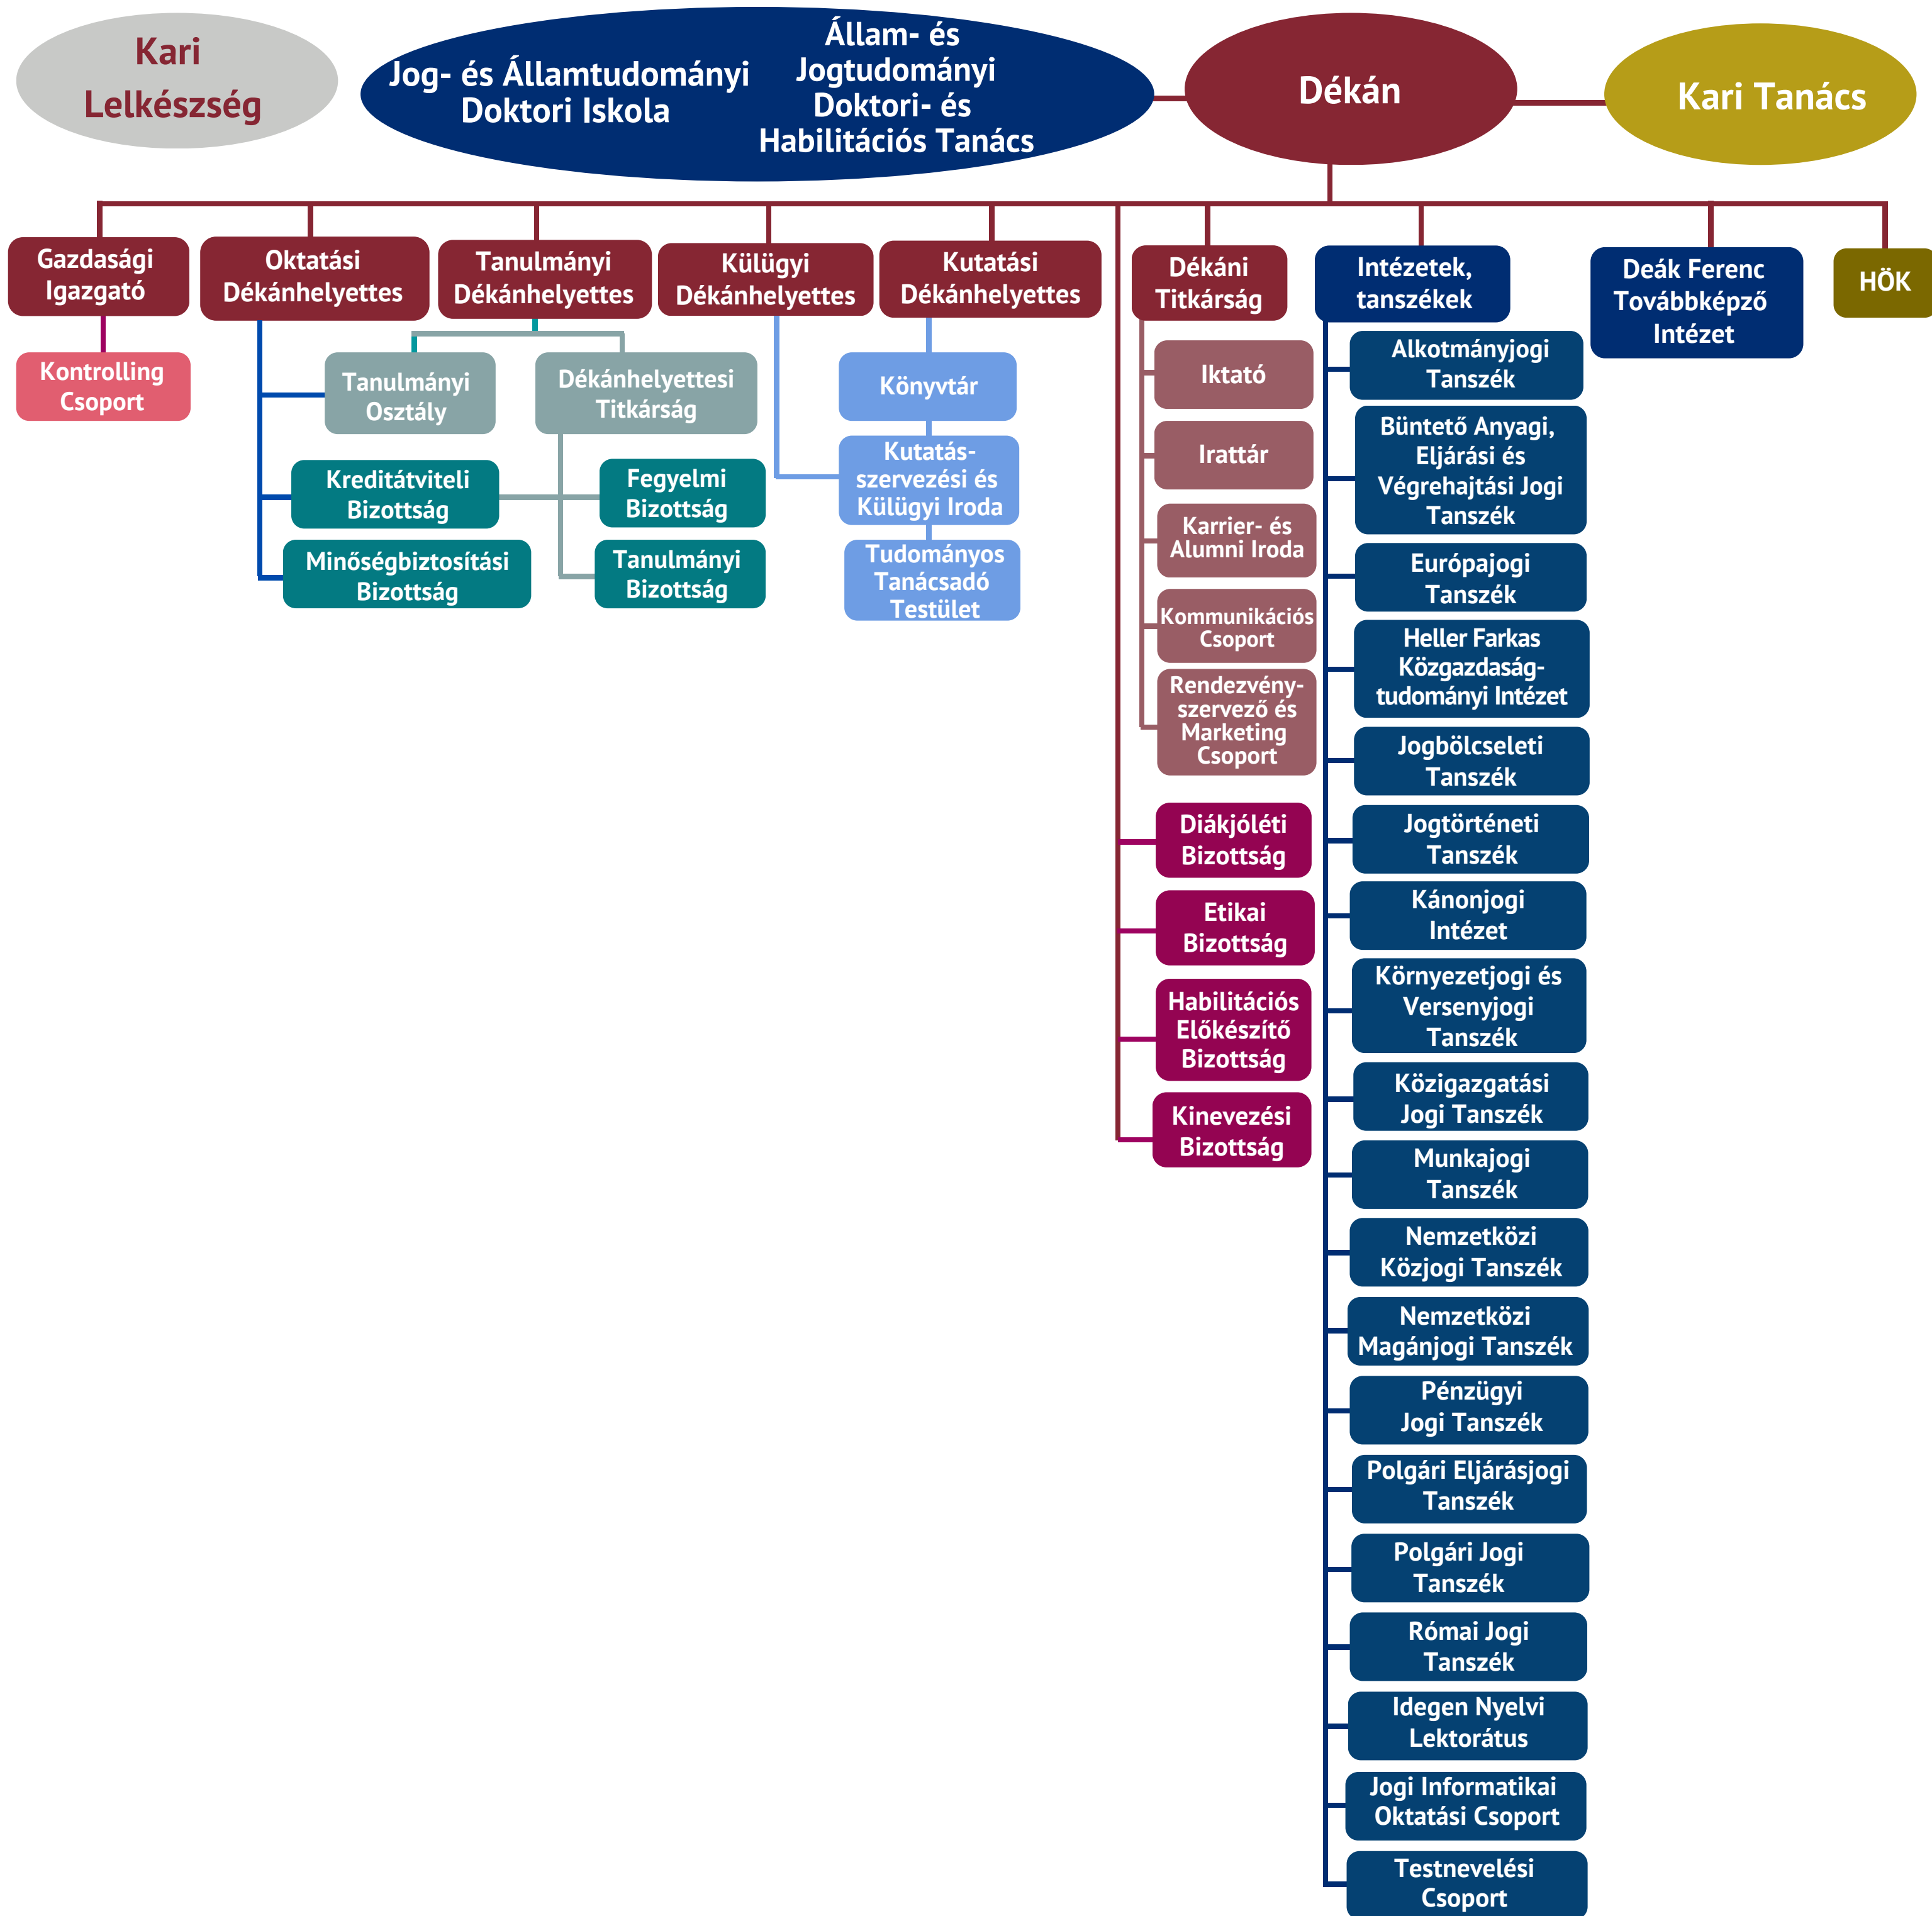 Kari
Lelkészség
Jog- és Államtudományi
Doktori Iskola
Állam- és
Jogtudományi
Doktori- és
Habilitációs Tanács
Dékán
Kari Tanács
Gazdasági
Igazgató
Oktatási
Dékánhelyettes
Tanulmányi
Dékánhelyettes
Külügyi
Dékánhelyettes
Kutatási
Dékánhelyettes
Dékáni
Titkárság
Intézetek,
tanszékek
Deák Ferenc
Továbbképző
Intézet
HÖK
Kontrolling
Csoport
Tanulmányi
Osztály
Dékánhelyettesi
Titkárság
Kreditátviteli
Bizottság
Fegyelmi
Bizottság
Minőségbiztosítási
Bizottság
Tanulmányi
Bizottság
Könyvtár
Kutatás-
szervezési és
Külügyi Iroda
Tudományos
Tanácsadó
Testület
Iktató
Irattár
Karrier- és
Alumni Iroda
Kommunikációs
Csoport
Rendezvény-
szervező és
Marketing
Csoport
Diákjóléti
Bizottság
Etikai
Bizottság
Habilitációs
Előkészítő
Bizottság
Kinevezési
Bizottság
Alkotmányjogi
Tanszék
Büntető Anyagi,
Eljárási és
Végrehajtási Jogi
Tanszék
Európajogi
Tanszék
Heller Farkas
Közgazdaság-
tudományi Intézet
Jogbölcseleti
Tanszék
Jogtörténeti
Tanszék
Kánonjogi
Intézet
Környezetjogi és
Versenyjogi
Tanszék
Közigazgatási
Jogi Tanszék
Munkajogi
Tanszék
Nemzetközi
Közjogi Tanszék
Nemzetközi
Magánjogi Tanszék
Pénzügyi
Jogi Tanszék
Polgári Eljárásjogi
Tanszék
Polgári Jogi
Tanszék
Római Jogi
Tanszék
Idegen Nyelvi
Lektorátus
Jogi Informatikai
Oktatási Csoport
Testnevelési
Csoport